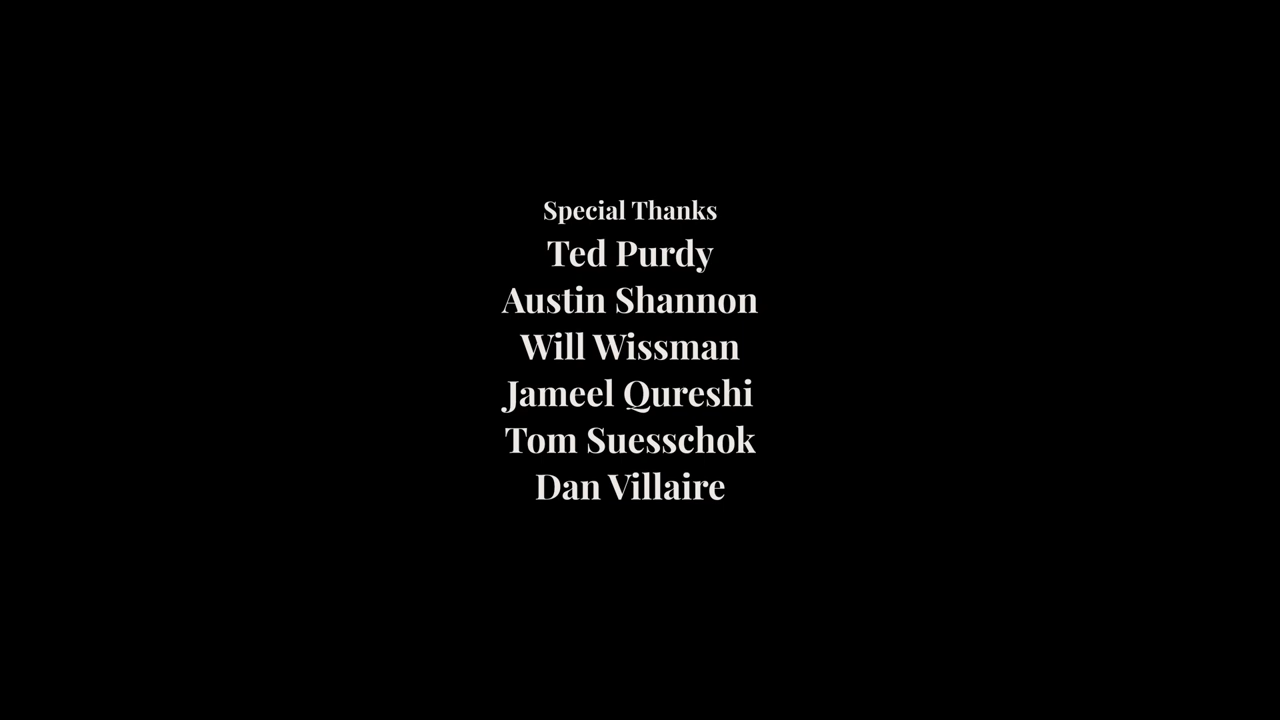 Special Thanks
Ted Purdy
Austin Shannon
Will Wissman
Jameel Qureshi
Tom Suesschok
Dan Villaire